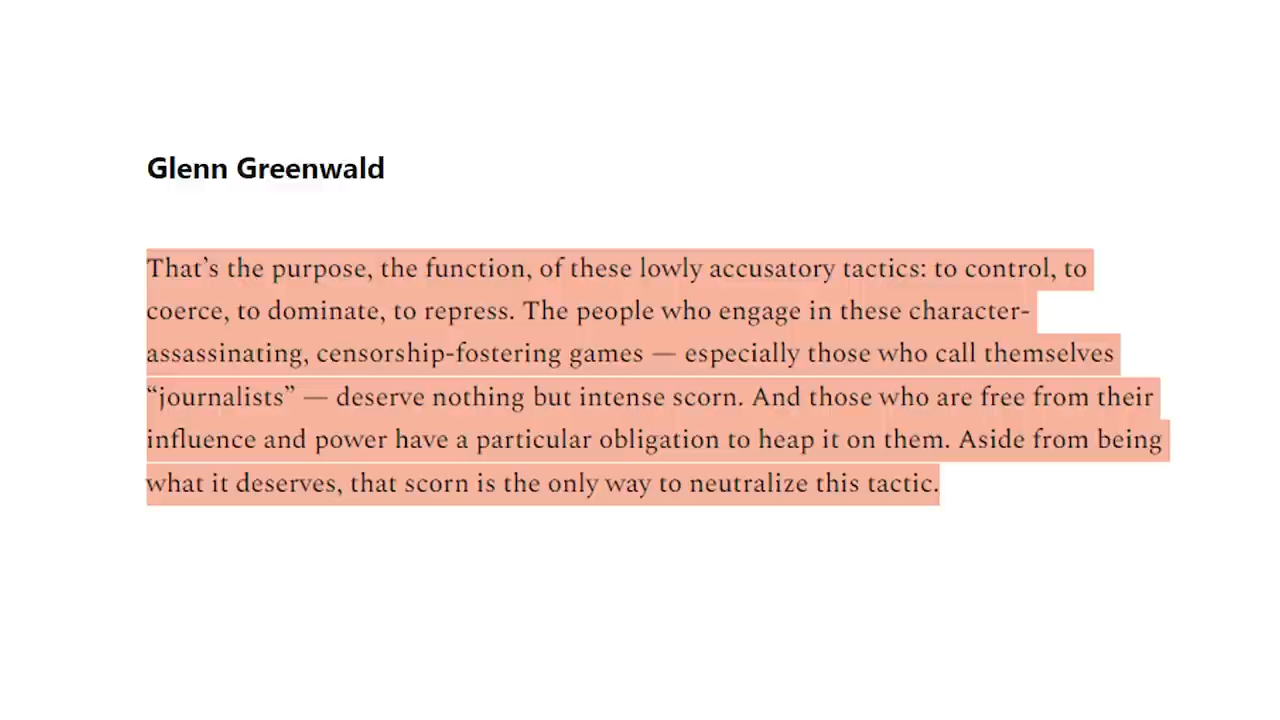 Glenn Greenwald
That’s the purpose, the function, of these lowly accusatory tactics: to control, to
coerce, to dominate, to repress. The people who engage in these character-
assassinating, censorship-fostering games — especially those who call themselves
“journalists” — deserve nothing but intense scorn. And those who are free from their
influence and power have a particular obligation to heap it on them. Aside from being
what it deserves, that scorn is the only way to neutralize this tactic.